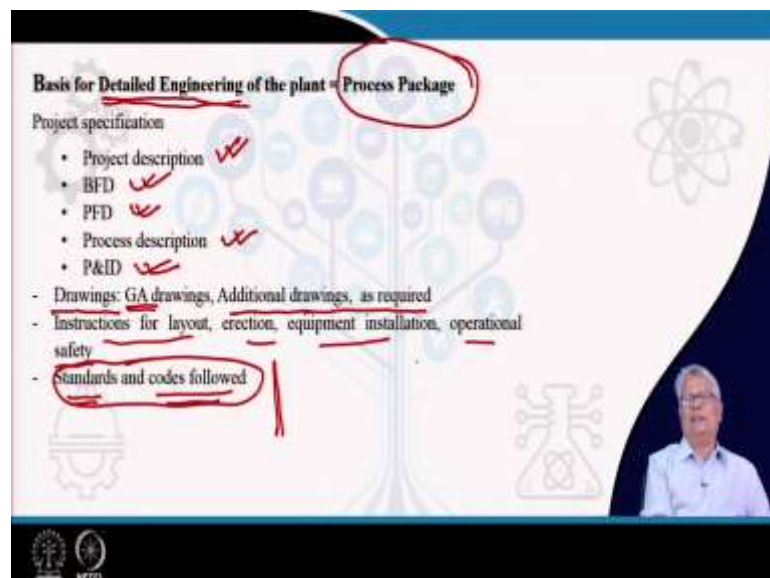 Basis for Detailed Engineering of the plant = Process Package
Project specification
• Project description
• BFD
• PFD
• Process description
• P&ID
- Drawings: GA drawings, Additional drawings, as required
- Instructions for layout, erection, equipment installation, operational
safety
- Standards and codes followed
NPTEL